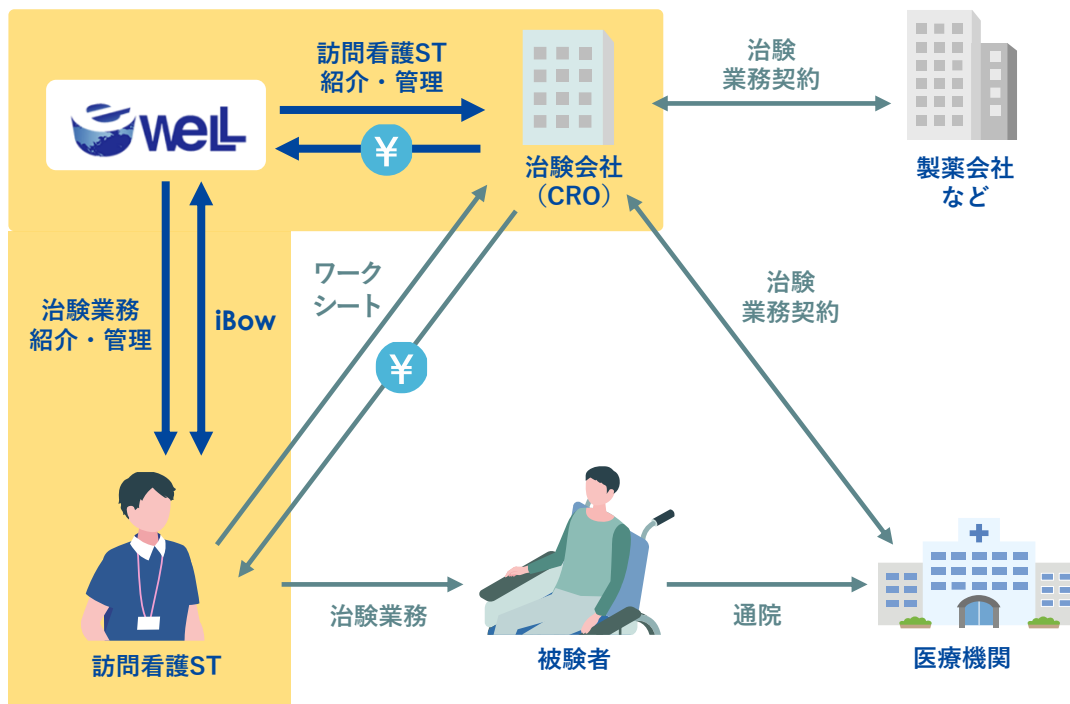 訪問看護ST
紹介・管理
治験
業務契約
eWeLL
¥
治験会社
（CRO）
製薬会社
など
ワーク
シート
治験
業務契約
治験業務
紹介・管理
iBow
¥
治験業務
通院
訪問看護ST
被験者
医療機関